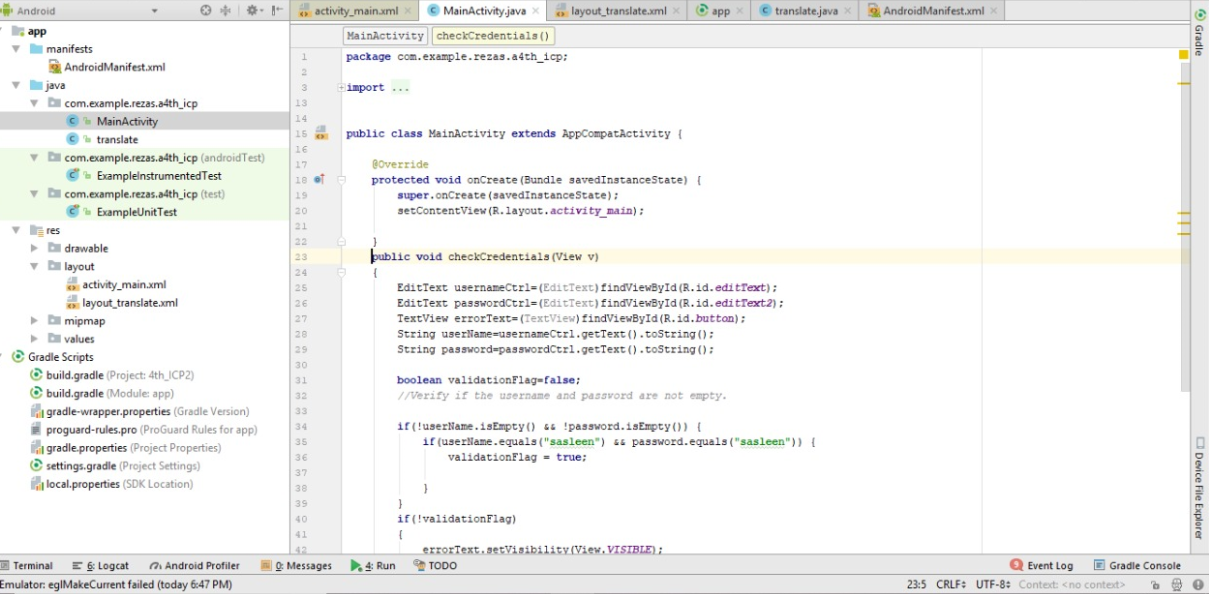 Android
activity_main.xml
MainActivity.java
layout_translate.xml
app
translate.java
AndroidManifest.xml
app
manifests
AndroidManifest.xml
java
com.example.rezas.a4th_icp
MainActivity
translate
com.example.rezas.a4th_icp (androidTest)
ExampleInstrumentedTest
com.example.rezas.a4th_icp (test)
ExampleUnitTest
res
drawable
layout
activity_main.xml
layout_translate.xml
mipmap
values
Gradle Scripts
build.gradle (Project: 4th_ICP2)
build.gradle (Module: app)
gradle-wrapper.properties (Gradle Version)
proguard-rules.pro (ProGuard Rules for app)
gradle.properties (Project Properties)
settings.gradle (Project Settings)
local.properties (SDK Location)
MainActivity checkCredentials()
1 package com.example.rezas.a4th_icp;
2
3 import ...
13
14
15 public class MainActivity extends AppCompatActivity {
16
17 @Override
18 protected void onCreate(Bundle savedInstanceState) {
19 super.onCreate(savedInstanceState);
20 setContentView(R.layout.activity_main);
21
22 }
23 public void checkCredentials(View v)
24 {
25 EditText usernameCtrl=(EditText)findViewById(R.id.editText);
26 EditText passwordCtrl=(EditText)findViewById(R.id.editText2);
27 TextView errorText=(TextView)findViewById(R.id.button);
28 String userName=usernameCtrl.getText().toString();
29 String password=passwordCtrl.getText().toString();
30
31 boolean validationFlag=false;
32 //Verify if the username and password are not empty.
33
34 if(!userName.isEmpty() && !password.isEmpty()) {
35 if(userName.equals("sasleen") && password.equals("sasleen")) {
36 validationFlag = true;
37
38 }
39 }
40 if(!validationFlag)
41 {
42 errorText.setVisibility(View.VISIBLE);
Gradle
Device File Explorer
Terminal
6: Logcat
Android Profiler
0: Messages
4: Run
TODO
2 Event Log
Gradle Console
Emulator: eglMakeCurrent failed (today 6:47 PM)
23:5 CRLF UTF-8 Context: <no context>